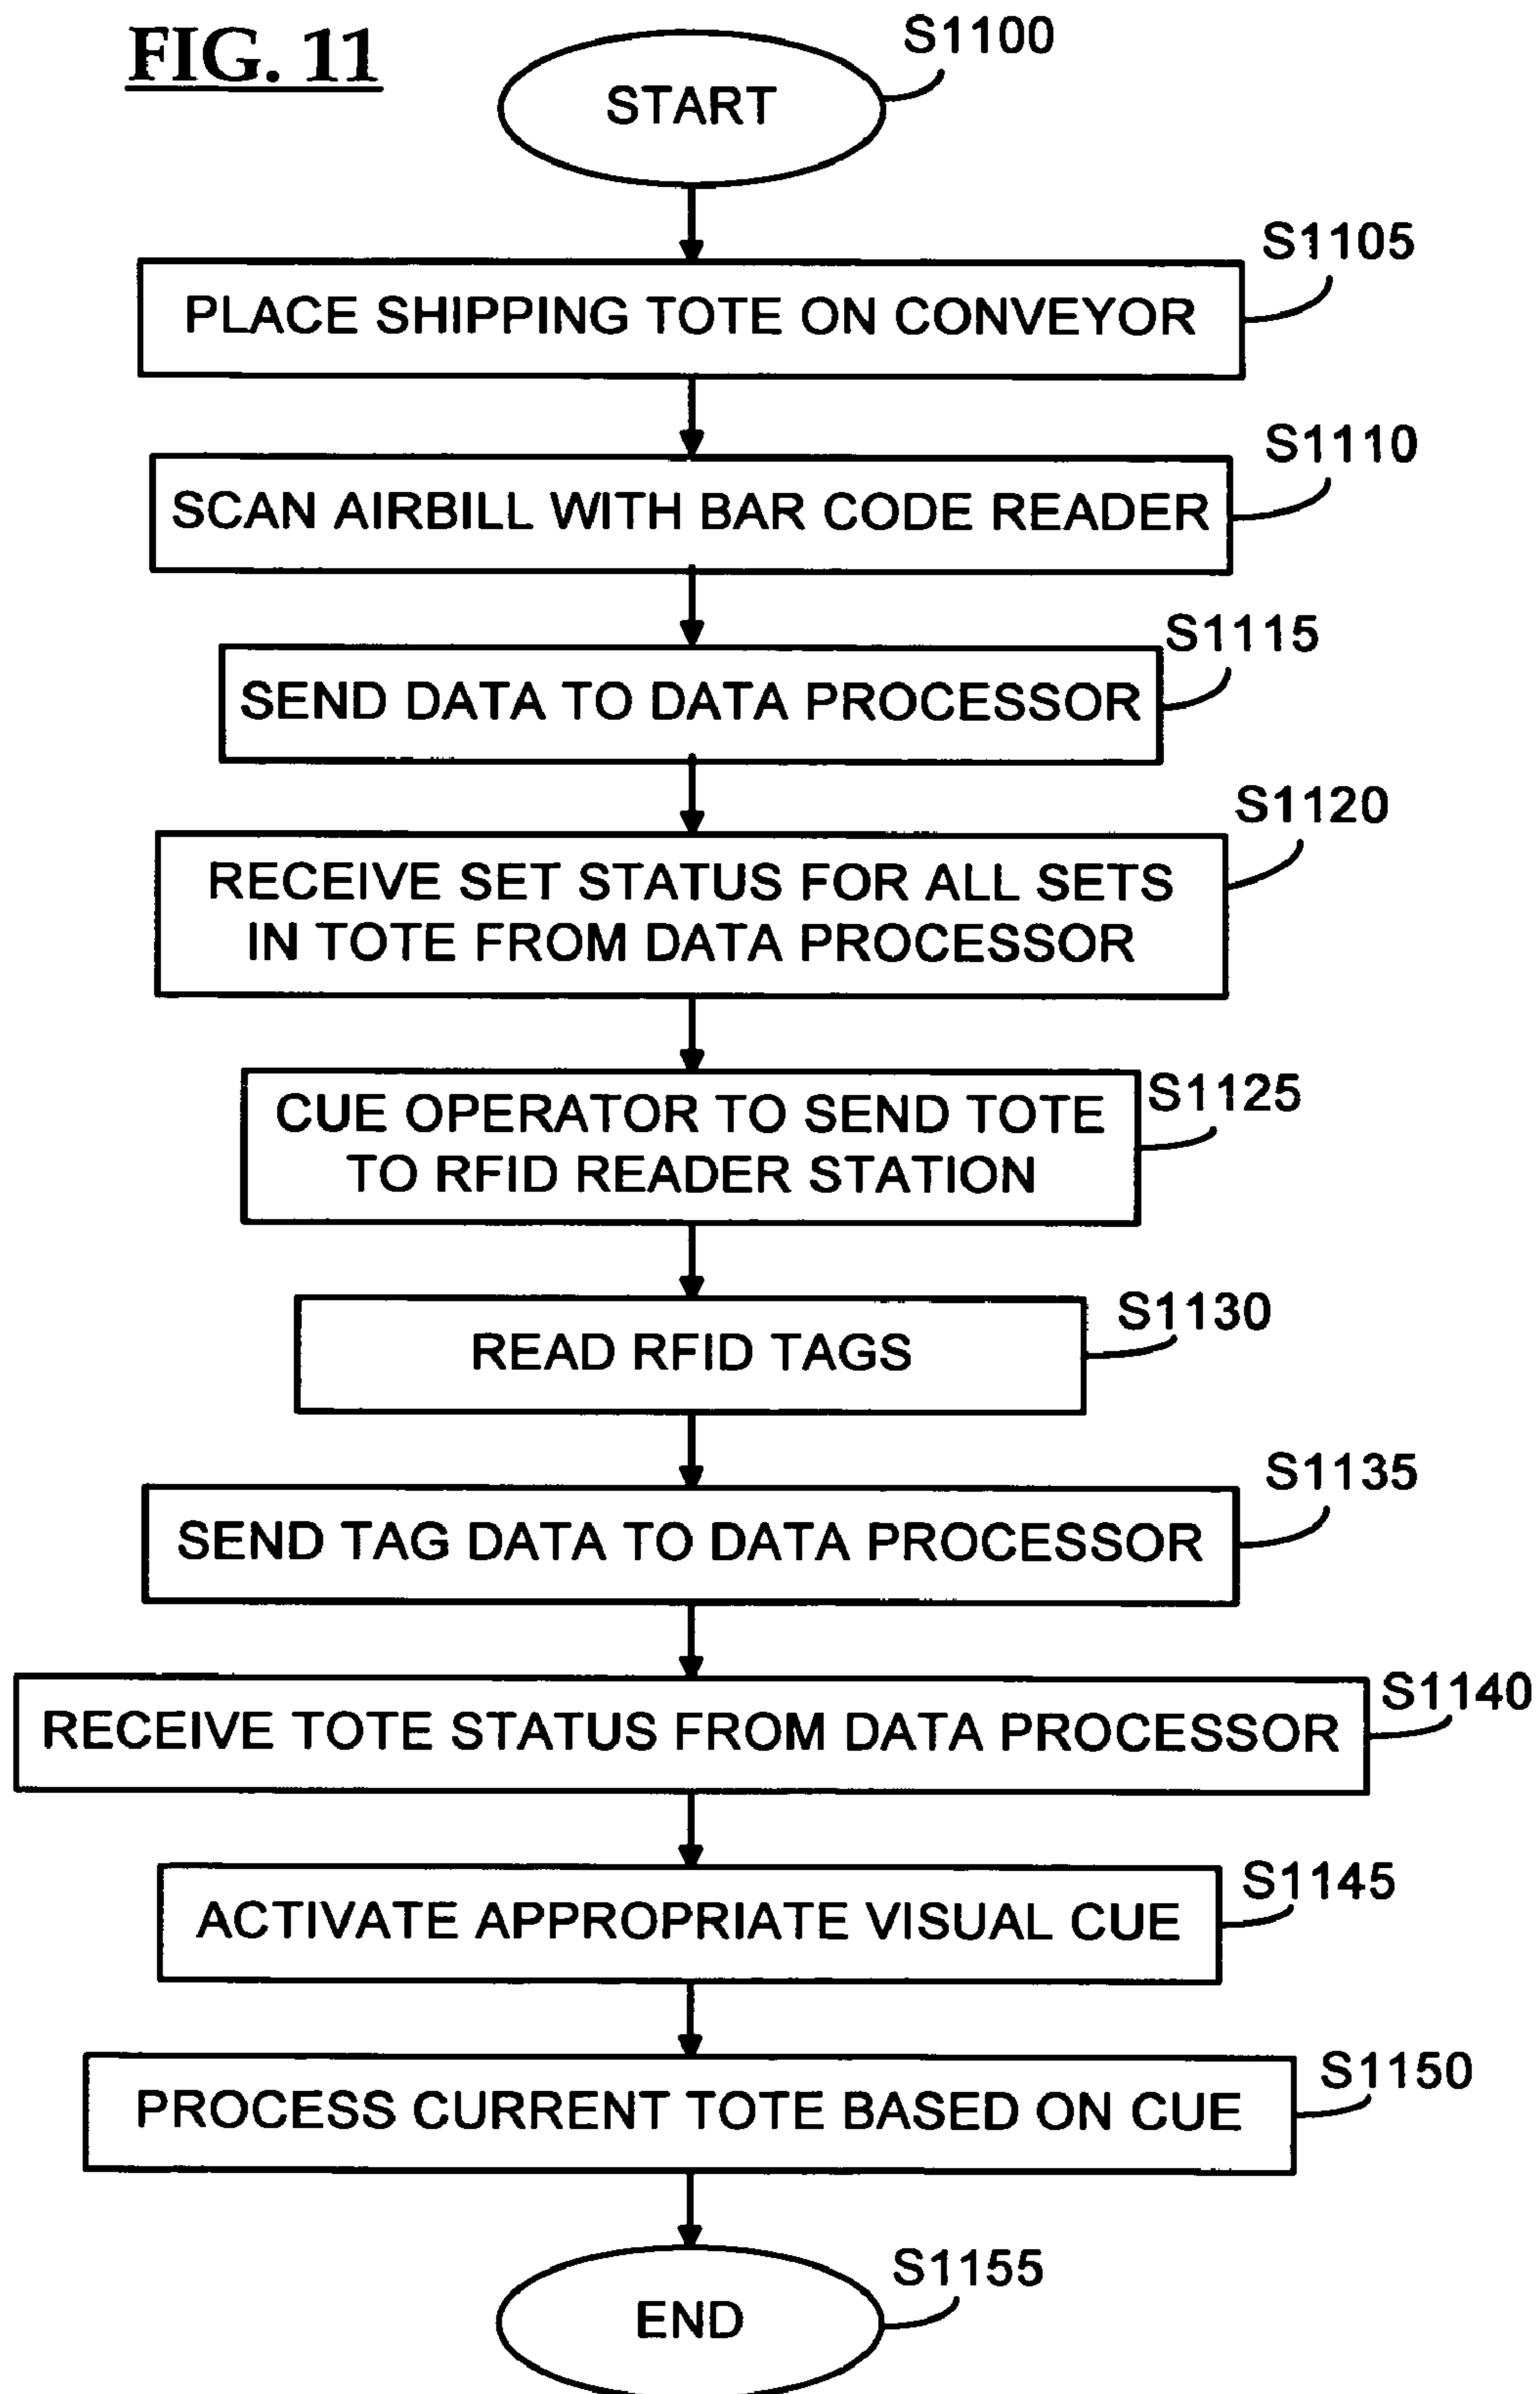 FIG. 11
S1100
START
S1105
PLACE SHIPPING TOTE ON CONVEYOR
S1110
SCAN AIRBILL WITH BAR CODE READER
S1115
SEND DATA TO DATA PROCESSOR
S1120
RECEIVE SET STATUS FOR ALL SETS
IN TOTE FROM DATA PROCESSOR
S1125
CUE OPERATOR TO SEND TOTE
TO RFID READER STATION
S1130
READ RFID TAGS
S1135
SEND TAG DATA TO DATA PROCESSOR
S1140
RECEIVE TOTE STATUS FROM DATA PROCESSOR
S1145
ACTIVATE APPROPRIATE VISUAL CUE
S1150
PROCESS CURRENT TOTE BASED ON CUE
S1155
END